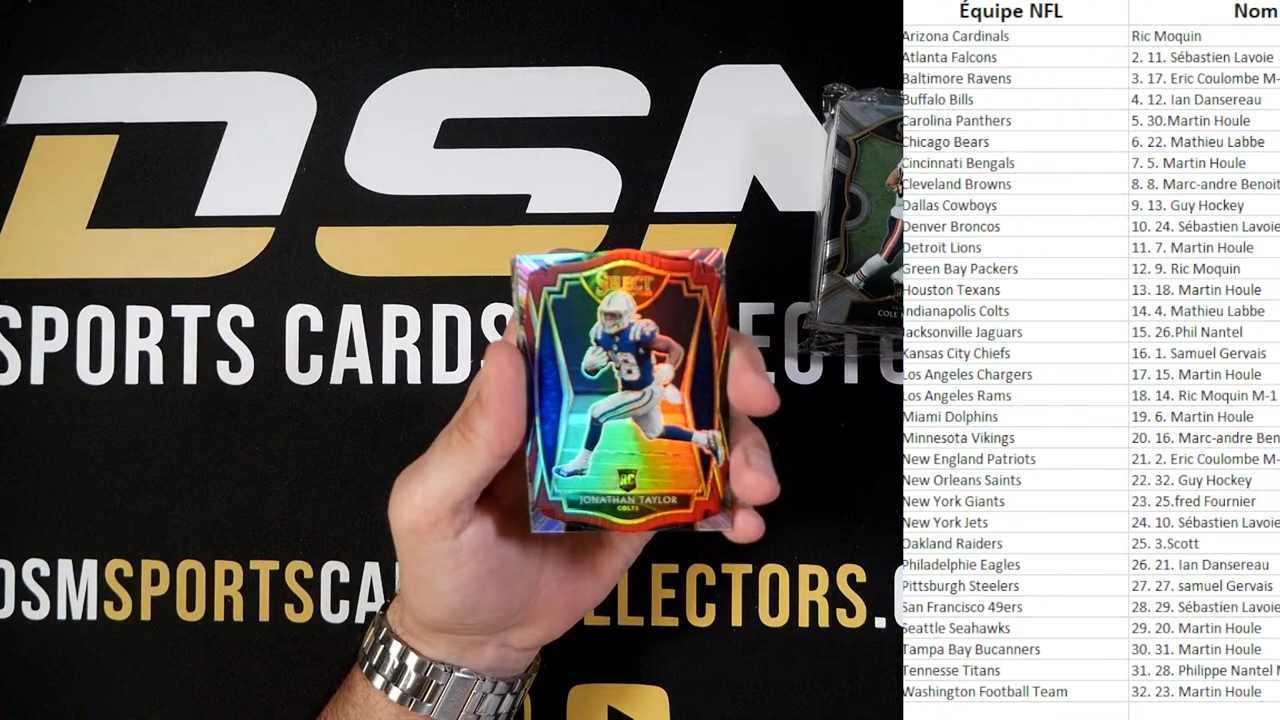 DSM
SPORTS CARDS
DSMSPORTSCA
LLECTORS.
SELECT
28
RC
JONATHAN TAYLOR
COLTS
COLE
Équipe NFL Nom
Arizona Cardinals Ric Moquin
Atlanta Falcons 2. 11. Sébastien Lavoie
Baltimore Ravens 3. 17. Eric Coulombe M-
Buffalo Bills 4. 12. Ian Dansereau
Carolina Panthers 5. 30.Martin Houle
Chicago Bears 6. 22. Mathieu Labbe
Cincinnati Bengals 7. 5. Martin Houle
Cleveland Browns 8. 8. Marc-andre Benoit
Dallas Cowboys 9. 13. Guy Hockey
Denver Broncos 10. 24. Sébastien Lavoie
Detroit Lions 11. 7. Martin Houle
Green Bay Packers 12. 9. Ric Moquin
Houston Texans 13. 18. Martin Houle
Indianapolis Colts 14. 4. Mathieu Labbe
Jacksonville Jaguars 15. 26.Phil Nantel
Kansas City Chiefs 16. 1. Samuel Gervais
Los Angeles Chargers 17. 15. Martin Houle
Los Angeles Rams 18. 14. Ric Moquin M-1
Miami Dolphins 19. 6. Martin Houle
Minnesota Vikings 20. 16. Marc-andre Ben
New England Patriots 21. 2. Eric Coulombe M-
New Orleans Saints 22. 32. Guy Hockey
New York Giants 23. 25.fred Fournier
New York Jets 24. 10. Sébastien Lavoie
Oakland Raiders 25. 3.Scott
Philadelphie Eagles 26. 21. Ian Dansereau
Pittsburgh Steelers 27. 27. samuel Gervais
San Francisco 49ers 28. 29. Sébastien Lavoie
Seattle Seahawks 29. 20. Martin Houle
Tampa Bay Bucanners 30. 31. Martin Houle
Tennesse Titans 31. 28. Philippe Nantel M
Washington Football Team 32. 23. Martin Houle